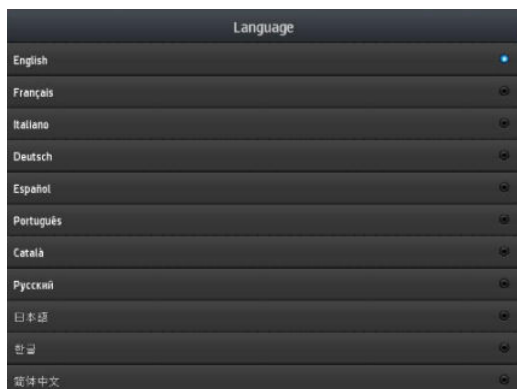 Language
English
Français
Italiano
Deutsch
Español
Português
Català
Русский
日本語
한글
简体中文